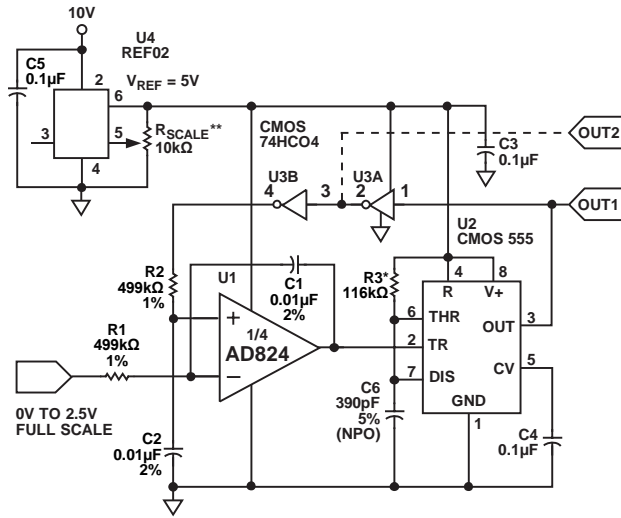 10V
U4
REF02
C5
0.1µF
2
VREF = 5V
6
3
5
RSCALE**
10kΩ
4
CMOS
74HCO4
C3
0.1µF
OUT2
U3B
4
3
U3A
2
1
OUT1
U2
CMOS 555
R2
499kΩ
1%
U1
C1
0.01µF
2%
R3*
116kΩ
4
8
R
V+
6
THR
OUT
3
R1
499kΩ
1%
+
1/4
AD824
–
2
TR
7
DIS
CV
5
0V TO 2.5V
FULL SCALE
C6
390pF
5%
(NPO)
GND
1
C2
0.01µF
2%
C4
0.1µF